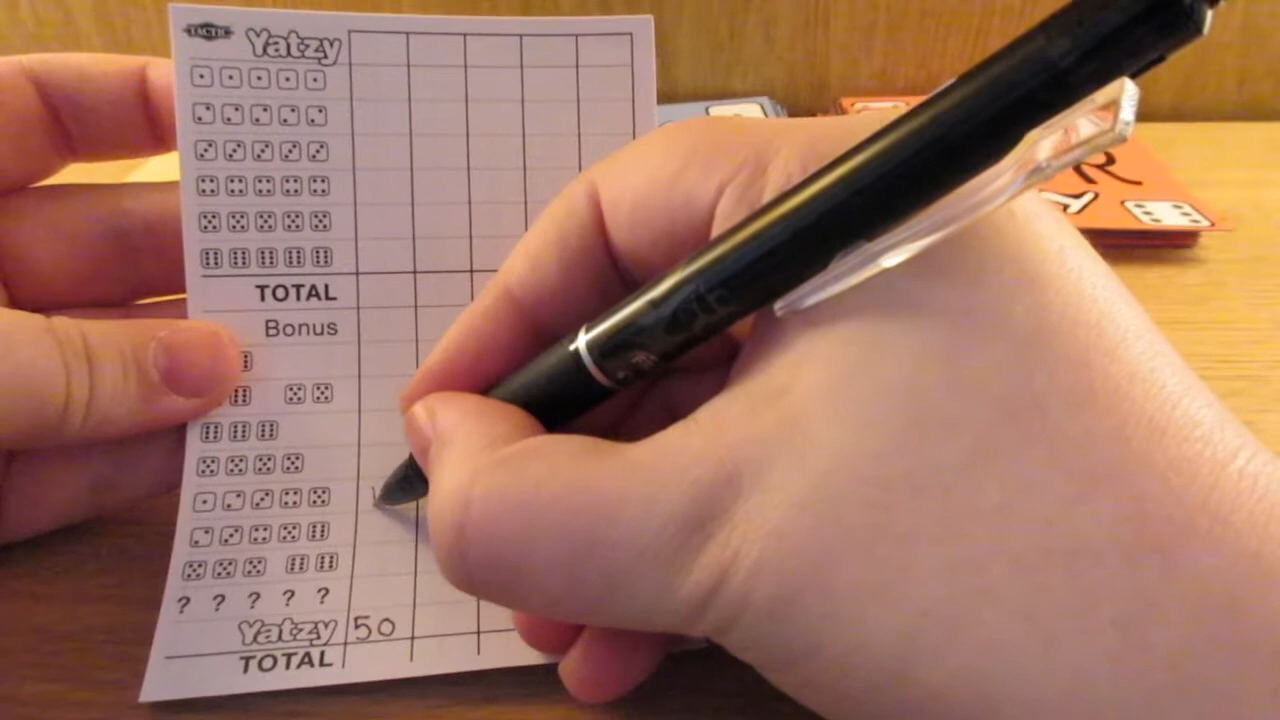 TACTIC Yatzy
TOTAL
Bonus
? ? ? ? ?
Yatzy 50
TOTAL